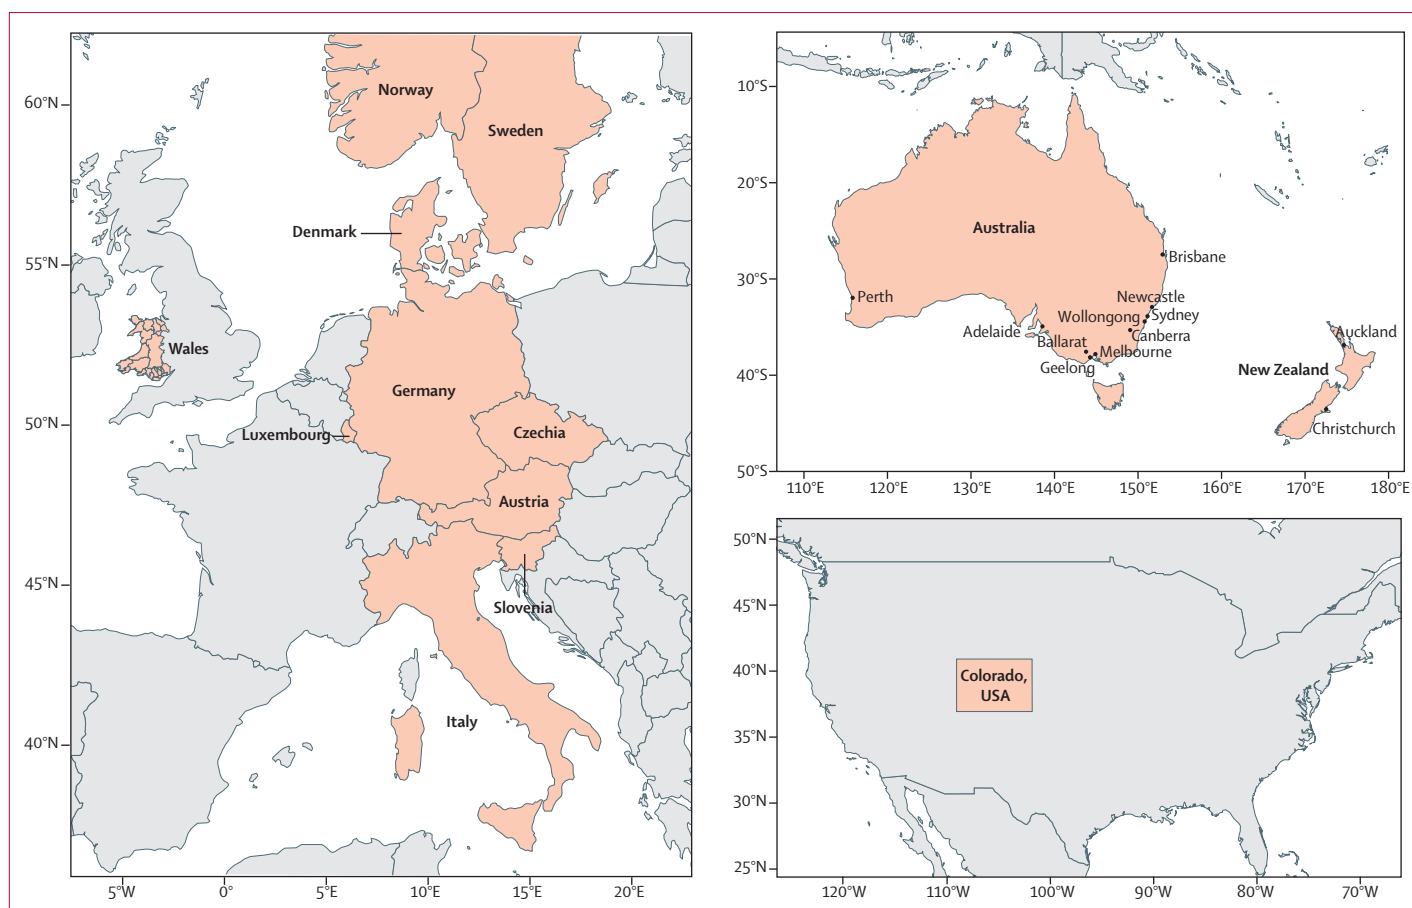 60°N
55°N
50°N
45°N
40°N
5°W
0°
5°E
10°E
15°E
20°E
Norway
Sweden
Denmark
Wales
Germany
Luxembourg
Czechia
Austria
Slovenia
Italy
10°S
20°S
30°S
40°S
50°S
110°E
120°E
130°E
140°E
150°E
160°E
170°E
180°E
Australia
Brisbane
Perth
Newcastle
Wollongong
Sydney
Adelaide
Canberra
Ballarat
Melbourne
Geelong
Auckland
New Zealand
Christchurch
50°N
45°N
40°N
35°N
30°N
25°N
120°W
110°W
100°W
90°W
80°W
70°W
Colorado,
USA